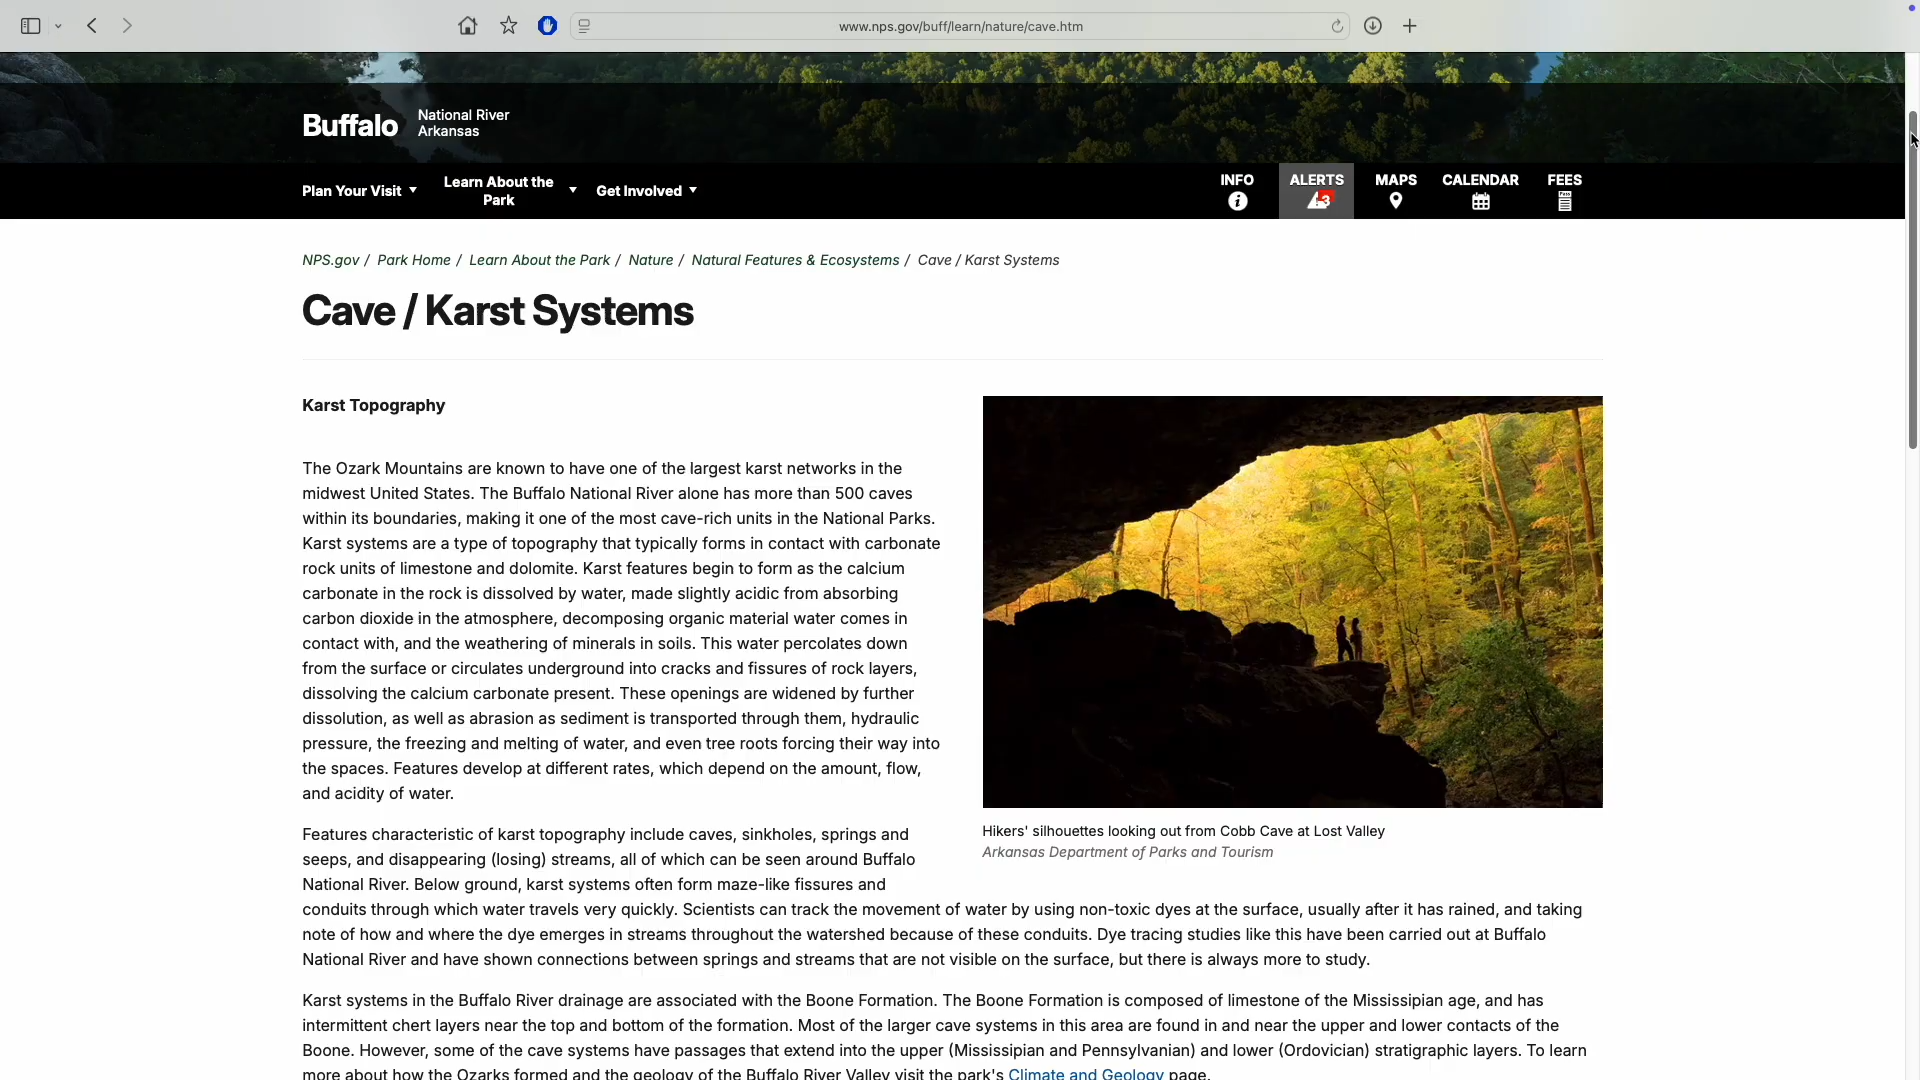 www.nps.gov/buff/learn/nature/cave.htm
Buffalo
National River
Arkansas
Plan Your Visit
Learn About the
Park
Get Involved
INFO
ALERTS
3
MAPS
CALENDAR
FEES
NPS.gov / Park Home / Learn About the Park / Nature / Natural Features & Ecosystems / Cave / Karst Systems
Cave / Karst Systems
Karst Topography
The Ozark Mountains are known to have one of the largest karst networks in the
midwest United States. The Buffalo National River alone has more than 500 caves
within its boundaries, making it one of the most cave-rich units in the National Parks.
Karst systems are a type of topography that typically forms in contact with carbonate
rock units of limestone and dolomite. Karst features begin to form as the calcium
carbonate in the rock is dissolved by water, made slightly acidic from absorbing
carbon dioxide in the atmosphere, decomposing organic material water comes in
contact with, and the weathering of minerals in soils. This water percolates down
from the surface or circulates underground into cracks and fissures of rock layers,
dissolving the calcium carbonate present. These openings are widened by further
dissolution, as well as abrasion as sediment is transported through them, hydraulic
pressure, the freezing and melting of water, and even tree roots forcing their way into
the spaces. Features develop at different rates, which depend on the amount, flow,
and acidity of water.
Hikers' silhouettes looking out from Cobb Cave at Lost Valley
Arkansas Department of Parks and Tourism
Features characteristic of karst topography include caves, sinkholes, springs and
seeps, and disappearing (losing) streams, all of which can be seen around Buffalo
National River. Below ground, karst systems often form maze-like fissures and
conduits through which water travels very quickly. Scientists can track the movement of water by using non-toxic dyes at the surface, usually after it has rained, and taking
note of how and where the dye emerges in streams throughout the watershed because of these conduits. Dye tracing studies like this have been carried out at Buffalo
National River and have shown connections between springs and streams that are not visible on the surface, but there is always more to study.
Karst systems in the Buffalo River drainage are associated with the Boone Formation. The Boone Formation is composed of limestone of the Mississipian age, and has
intermittent chert layers near the top and bottom of the formation. Most of the larger cave systems in this area are found in and near the upper and lower contacts of the
Boone. However, some of the cave systems have passages that extend into the upper (Mississipian and Pennsylvanian) and lower (Ordovician) stratigraphic layers. To learn
more about how the Ozarks formed and the geology of the Buffalo River Valley visit the park's Climate and Geology page.